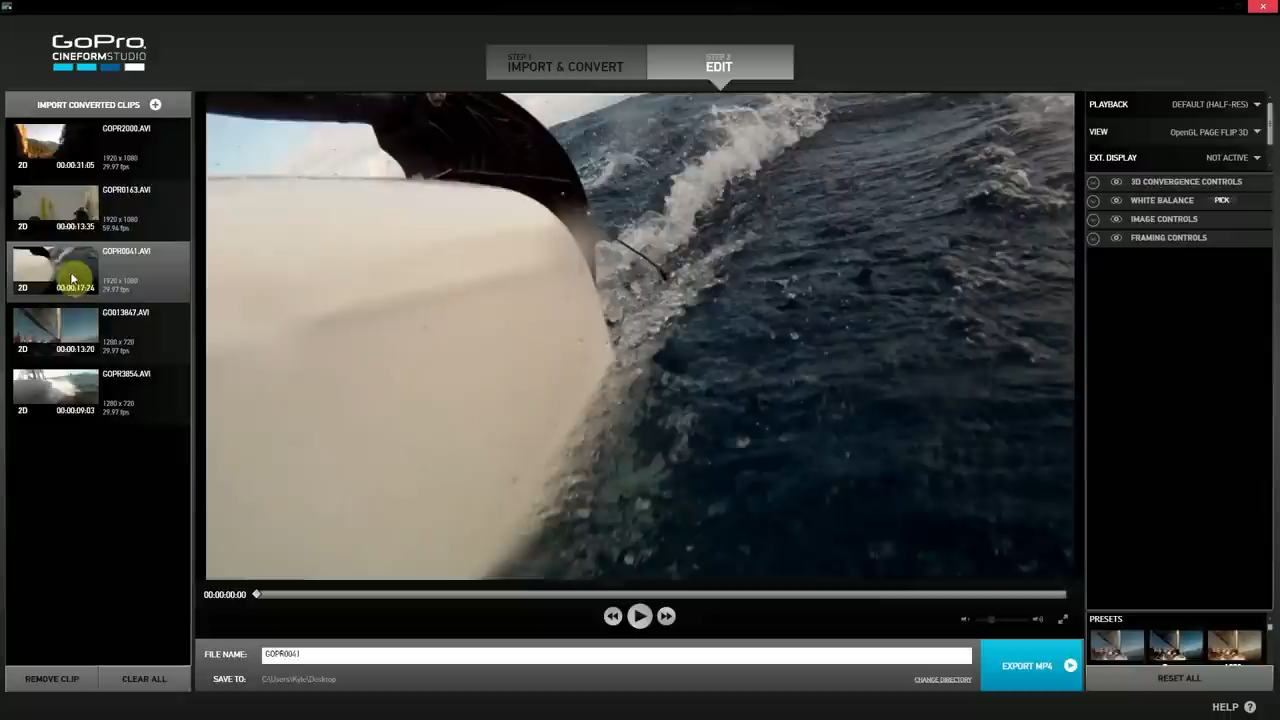 GoPro
CINEFORMSTUDIO
STEP 1
IMPORT & CONVERT
STEP 2
EDIT
IMPORT CONVERTED CLIPS
GOPR2000.AVI
1920 x 1080
29.97 fps
2D 00:00:31:05
GOPR0163.AVI
1920 x 1080
59.94 fps
2D 00:00:13:35
GOPR0041.AVI
1920 x 1080
29.97 fps
2D 00:00:17:24
GO013847.AVI
1280 x 720
29.97 fps
2D 00:00:13:20
GOPR3854.AVI
1280 x 720
29.97 fps
2D 00:00:09:03
REMOVE CLIP
CLEAR ALL
00:00:00:00
FILE NAME: GOPR0041
SAVE TO: C:\Users\Kyle\Desktop
CHANGE DIRECTORY
EXPORT MP4
PLAYBACK DEFAULT (HALF-RES)
VIEW OpenGL PAGE FLIP 3D
EXT. DISPLAY NOT ACTIVE
3D CONVERGENCE CONTROLS
WHITE BALANCE PICK
IMAGE CONTROLS
FRAMING CONTROLS
PRESETS
RESET ALL
HELP ?